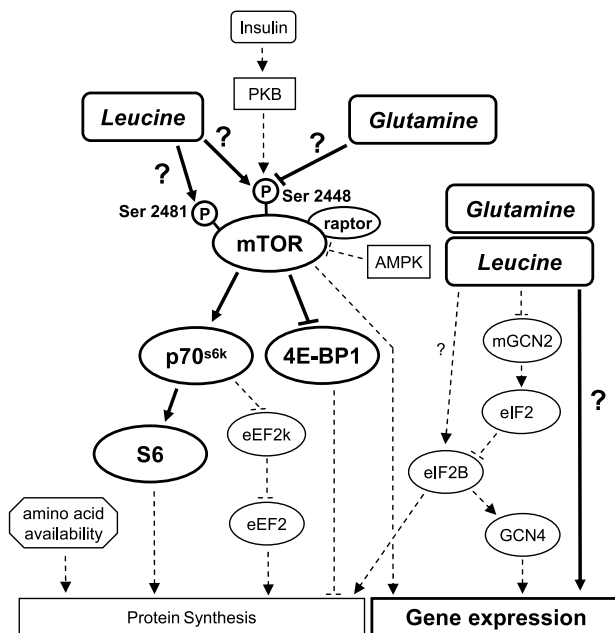 Insulin
PKB
Leucine
Glutamine
?
?
?
P
Ser 2448
Ser 2481
P
raptor
mTOR
AMPK
Glutamine
Leucine
p70s6k
4E-BP1
?
mGCN2
eEF2k
eIF2
?
S6
eIF2B
amino acid
availability
eEF2
GCN4
Protein Synthesis
Gene expression